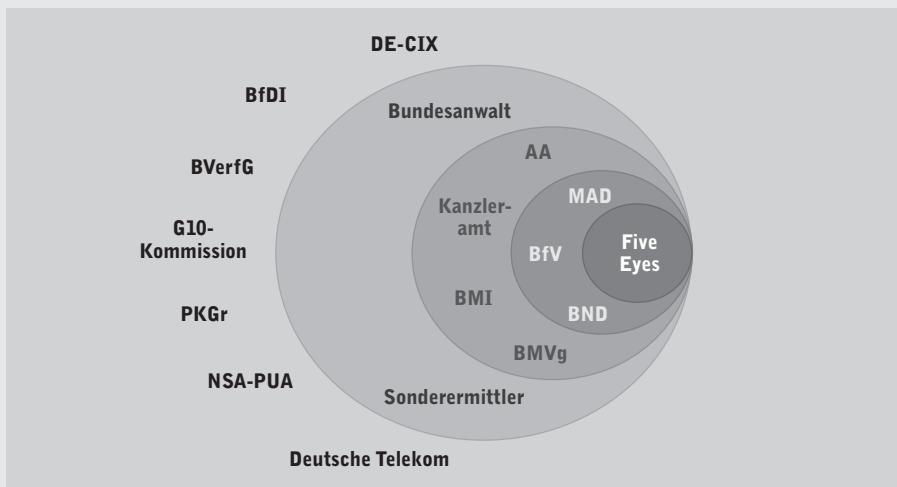 DE-CIX
BfDI
Bundesanwalt
AA
BVerfG
MAD
Kanzler-
amt
G10-
Kommission
Five
Eyes
BfV
BMI
PKGr
BND
BMVg
NSA-PUA
Sonderermittler
Deutsche Telekom